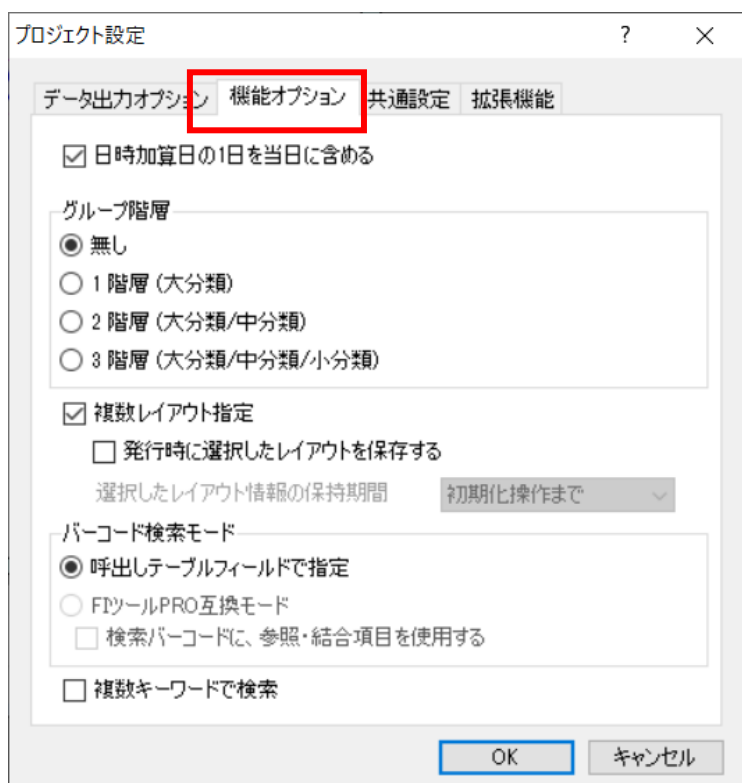 プロジェクト設定
データ出力オプション 機能オプション 共通設定 拡張機能
日時加算日の1日を当日に含める
グループ階層
無し
1 階層 (大分類)
2 階層 (大分類/中分類)
3 階層 (大分類/中分類/小分類)
複数レイアウト指定
発行時に選択したレイアウトを保存する
選択したレイアウト情報の保持期間 初期化操作まで
バーコード検索モード
呼出しテーブルフィールドで指定
FIツールPRO互換モード
検索バーコードに、参照・結合項目を使用する
複数キーワードで検索
OK キャンセル